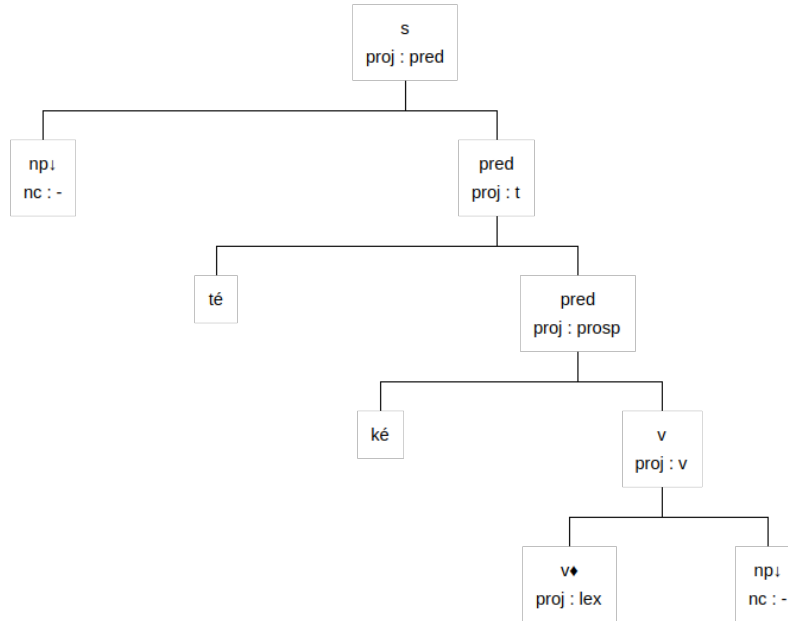 s
proj : pred
np↓
nc : -
pred
proj : t
té
pred
proj : prosp
ké
v
proj : v
v♦
proj : lex
np↓
nc : -